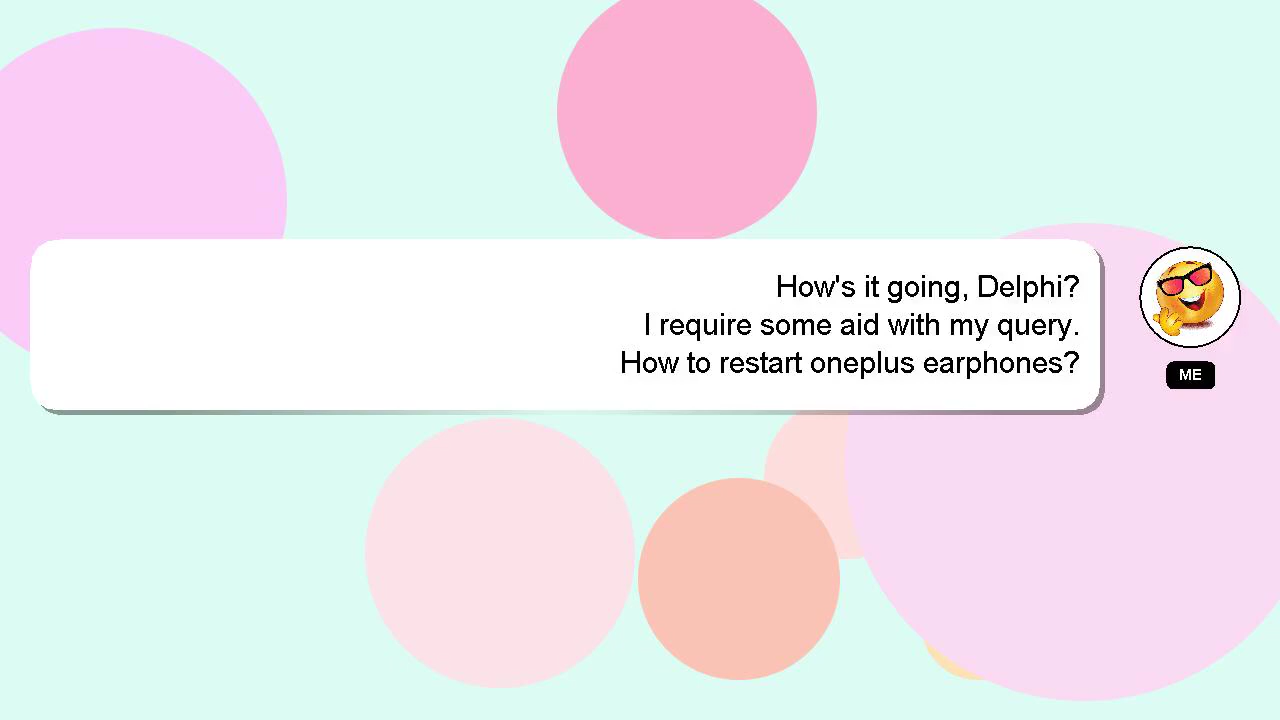 How's it going, Delphi?
I require some aid with my query.
How to restart oneplus earphones?
ME